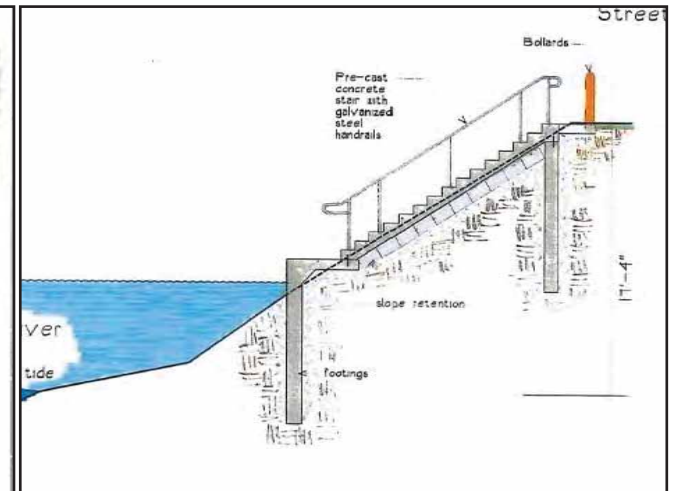 Street
Bollards
Pre-cast
concrete
stair with
galvanized
steel
handrails
17'-4"
slope retention
ver
tide
footings